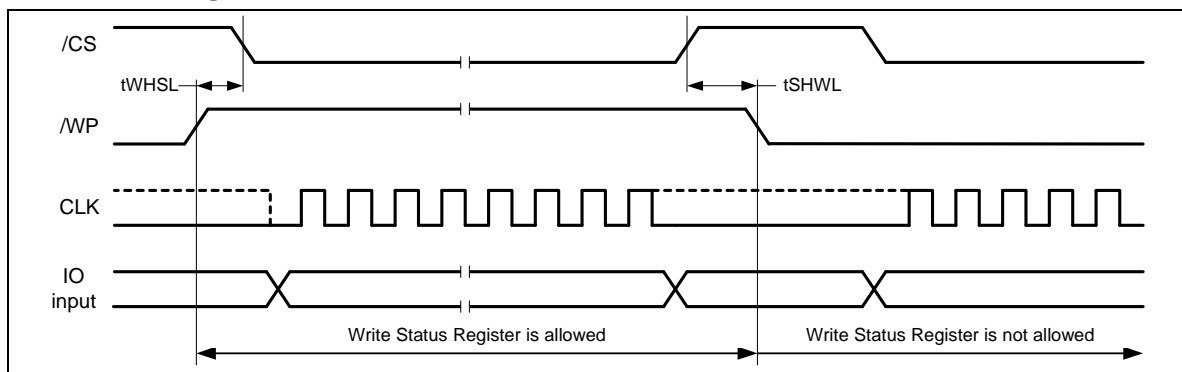 /CS
tWHSL
tSHWL
/WP
CLK
IO
input
Write Status Register is allowed
Write Status Register is not allowed